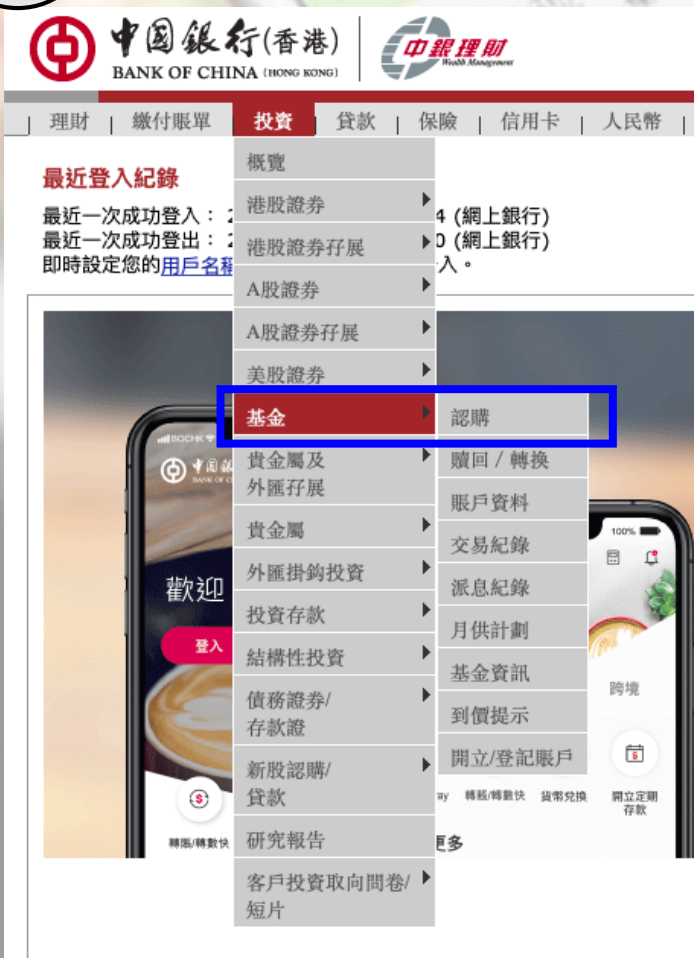 中國銀行(香港)
BANK OF CHINA (HONG KONG)
中銀理財
Wealth Management
| 理財 | 繳付賬單 投資 | 貸款 | 保險 | 信用卡 | 人民幣 |
最近登入紀錄
最近一次成功登入： 4 (網上銀行)
最近一次成功登出： 0 (網上銀行)
即時設定您的用戶名稱 入。
概覽
港股證券
港股證券孖展
A股證券
A股證券孖展
美股證券
基金
貴金屬及
外匯孖展
貴金屬
外匯掛鈎投資
投資存款
結構性投資
債務證券/
存款證
新股認購/
貸款
研究報告
客戶投資取向問卷/
短片
認購
贖回 / 轉換
賬戶資料
交易紀錄
派息紀錄
月供計劃
基金資訊
到價提示
開立/登記賬戶
BOCHK
中國
歡迎
登入
轉賬/轉數快
100%
跨境
轉賬/轉數快 貨幣兌換 開立定期
存款
更多